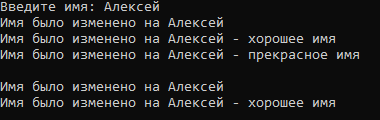 Введите имя: Алексей
Имя было изменено на Алексей
Имя было изменено на Алексей - хорошее имя
Имя было изменено на Алексей - прекрасное имя
Имя было изменено на Алексей
Имя было изменено на Алексей - хорошее имя